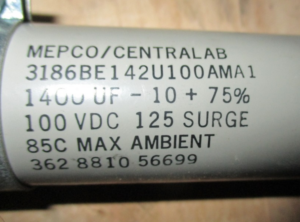 MEPCO/CENTRALAB
3186BE142U100AMA1
1400 UF - 10 + 75%
100 VDC 125 SURGE
85C MAX AMBIENT
362 8810 56699